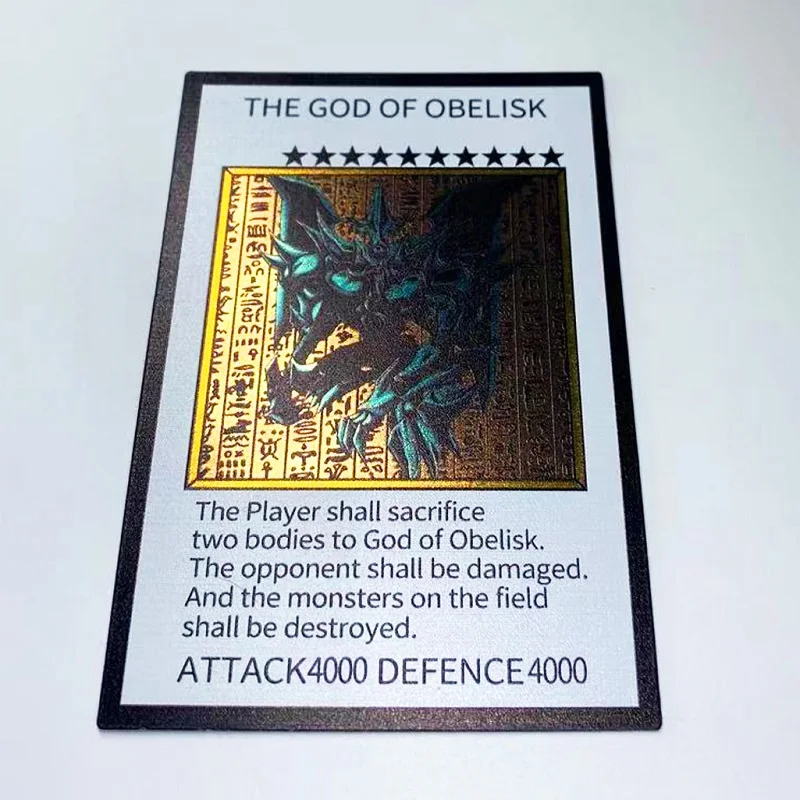 THE GOD OF OBELISK
★★★★★★★★★★
The Player shall sacrifice
two bodies to God of Obelisk.
The opponent shall be damaged.
And the monsters on the field
shall be destroyed.
ATTACK4000 DEFENCE4000